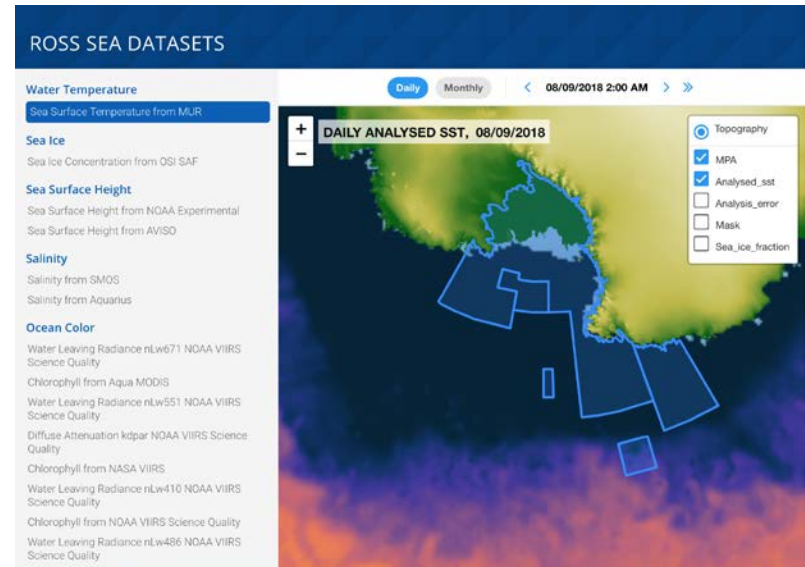 ROSS SEA DATASETS
Water Temperature
Sea Surface Temperature from MUR
Sea Ice
Sea Ice Concentration from OSI SAF
Sea Surface Height
Sea Surface Height from NOAA Experimental
Sea Surface Height from AVISO
Salinity
Salinity from SMOS
Salinity from Aquarius
Ocean Color
Water Leaving Radiance nLw671 NOAA VIIRS
Science Quality
Chlorophyll from Aqua MODIS
Water Leaving Radiance nLw551 NOAA VIIRS
Science Quality
Diffuse Attenuation kdpar NOAA VIIRS Science
Quality
Chlorophyll from NASA VIIRS
Water Leaving Radiance nLw410 NOAA VIIRS
Science Quality
Chlorophyll from NOAA VIIRS Science Quality
Water Leaving Radiance nLw486 NOAA VIIRS
Science Quality
Daily Monthly < 08/09/2018 2:00 AM > »
+
−
DAILY ANALYSED SST, 08/09/2018
Topography
MPA
Analysed_sst
Analysis_error
Mask
Sea_ice_fraction